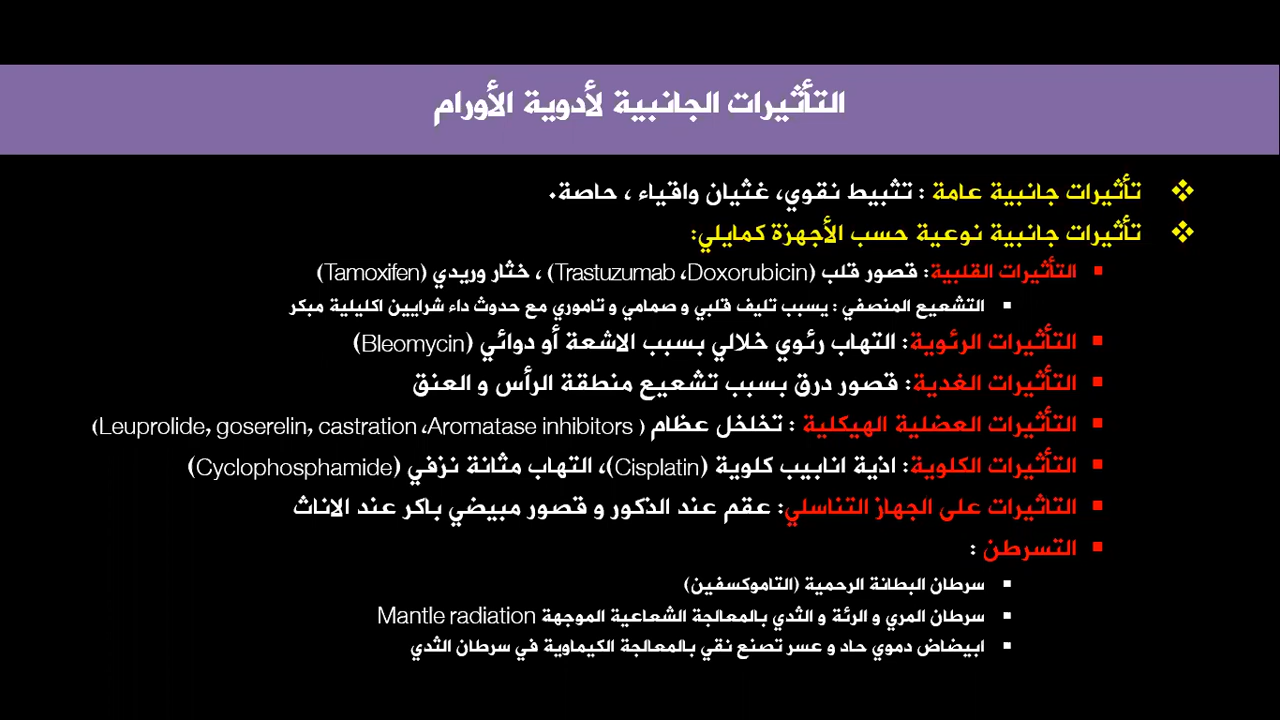 التأثيرات الجانبية لأدوية الأورام
❖ تأثيرات جانبية عامة : تثبيط نقوي، غثيان واقياء ، حاصة.
❖ تأثيرات جانبية نوعية حسب الأجهزة كمايلي:
▪ التأثيرات القلبية: قصور قلب (Trastuzumab ،Doxorubicin) ، خثار وريدي (Tamoxifen)
▪ التشعيع المنصفي : يسبب تليف قلبي و صمامي و تاموري مع حدوث داء شرايين اكليلية مبكر
▪ التأثيرات الرئوية: التهاب رئوي خلالي بسبب الاشعة أو دوائي (Bleomycin)
▪ التأثيرات الغدية: قصور درق بسبب تشعيع منطقة الرأس و العنق
▪ التأثيرات العضلية الهيكلية : تخلخل عظام ( Leuprolide, goserelin, castration ،Aromatase inhibitors)
▪ التأثيرات الكلوية: اذية انابيب كلوية (Cisplatin)، التهاب مثانة نزفي (Cyclophosphamide)
▪ التاثيرات على الجهاز التناسلي: عقم عند الذكور و قصور مبيضي باكر عند الاناث
▪ التسرطن :
▪ سرطان البطانة الرحمية (التاموكسفين)
▪ سرطان المري و الرئة و الثدي بالمعالجة الشعاعية الموجهة Mantle radiation
▪ ابيضاض دموي حاد و عسر تصنع نقي بالمعالجة الكيماوية في سرطان الثدي